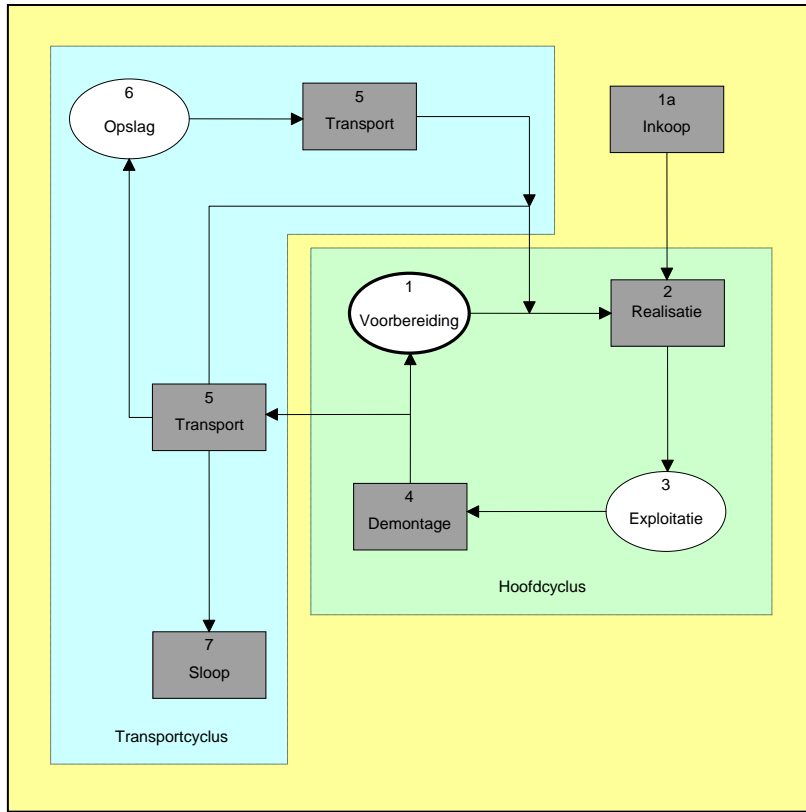 6
Opslag
5
Transport
1a
Inkoop
1
Voorbereiding
2
Realisatie
5
Transport
4
Demontage
3
Exploitatie
Hoofdcyclus
7
Sloop
Transportcyclus